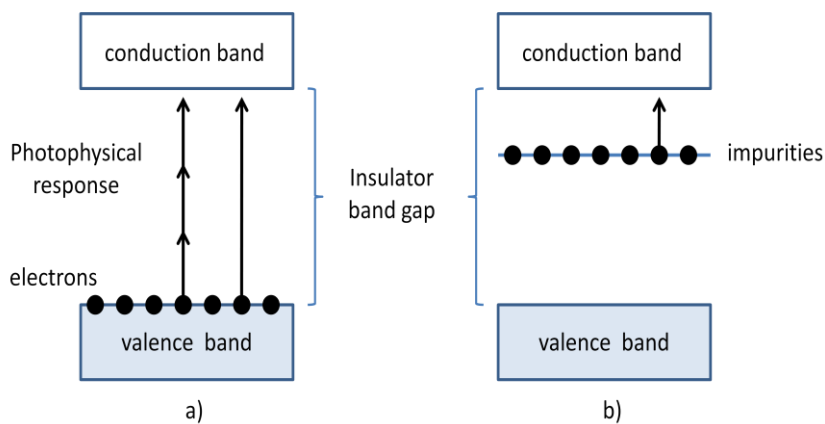 conduction band
Photophysical
response
electrons
valence band
a)
Insulator
band gap
conduction band
impurities
valence band
b)